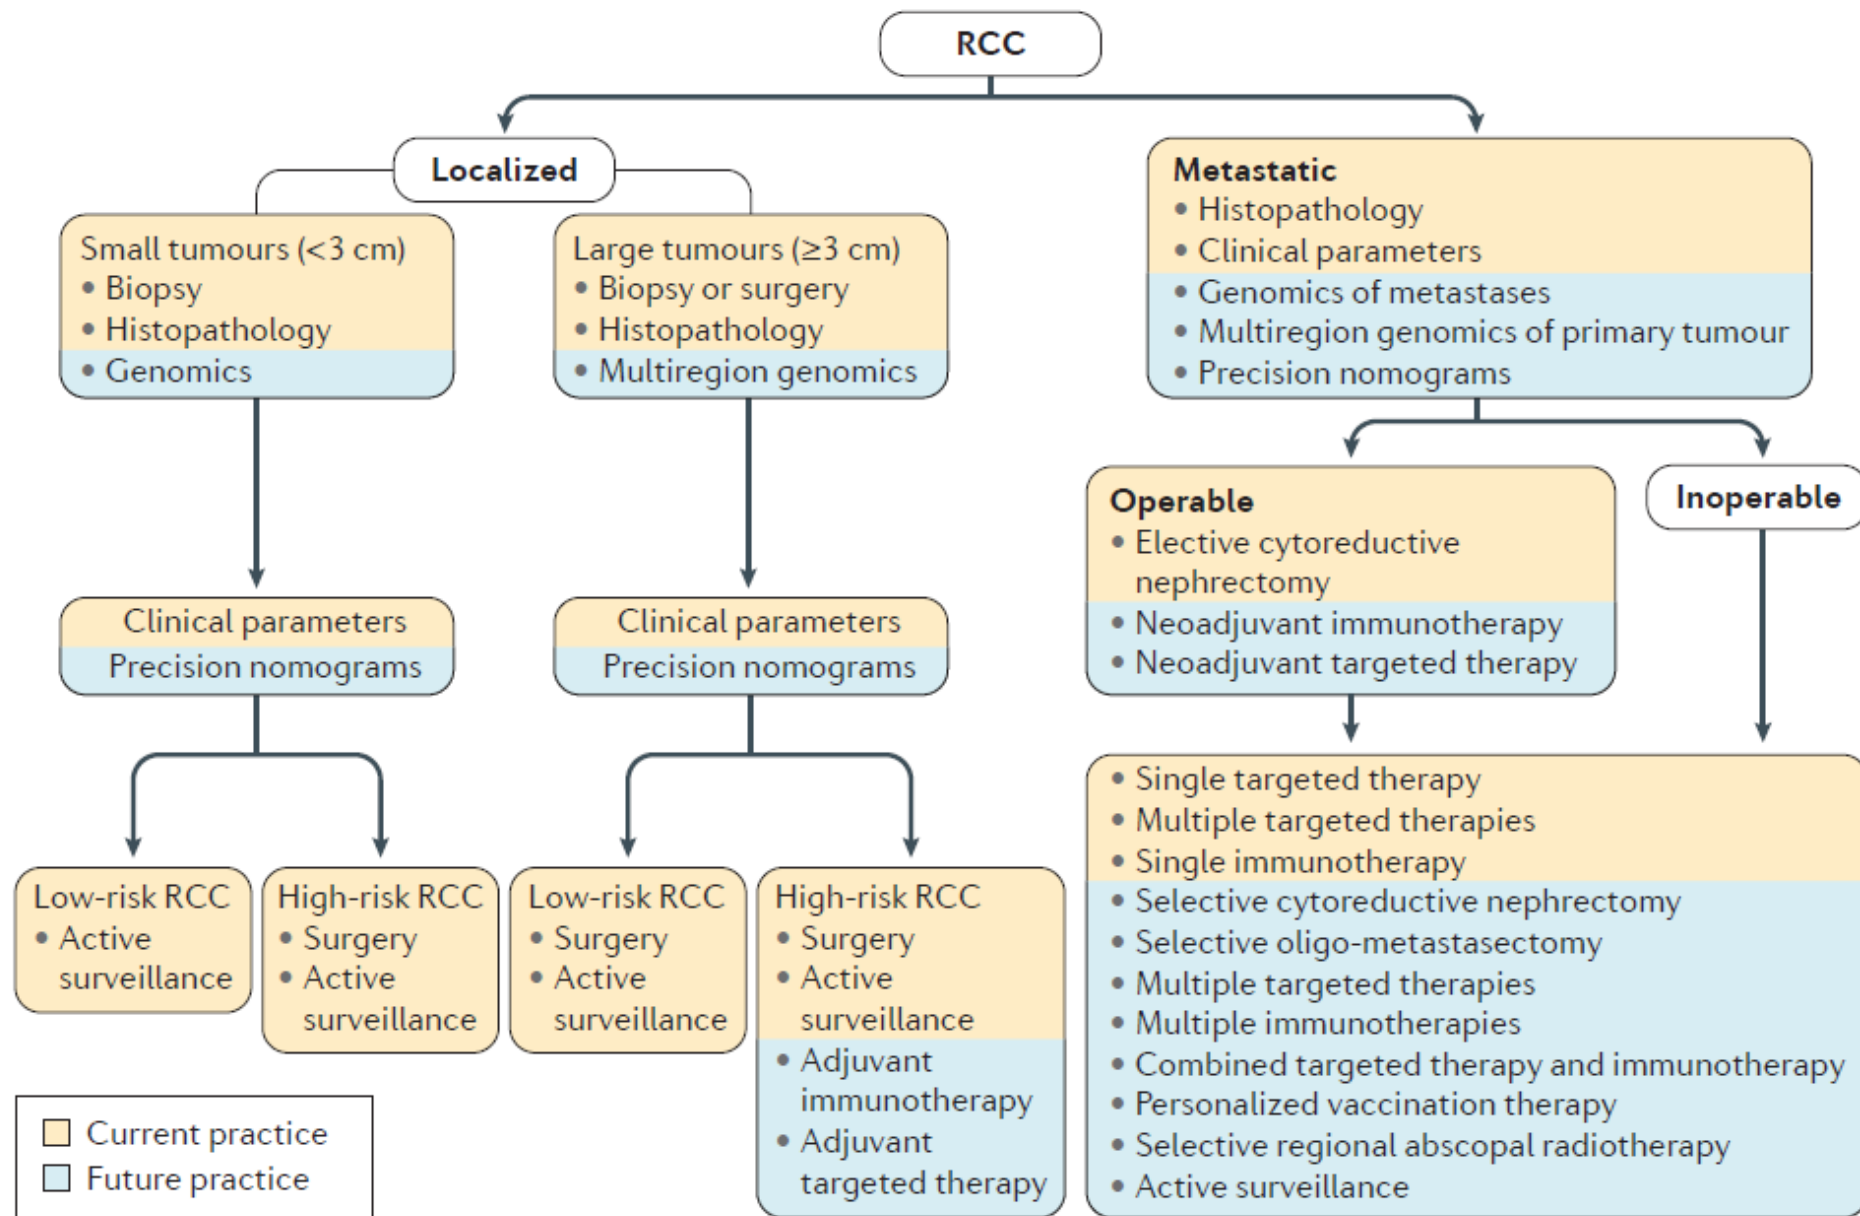 RCC
Localized
Small tumours (<3 cm)
• Biopsy
• Histopathology
• Genomics
Large tumours (≥3 cm)
• Biopsy or surgery
• Histopathology
• Multiregion genomics
Metastatic
• Histopathology
• Clinical parameters
• Genomics of metastases
• Multiregion genomics of primary tumour
• Precision nomograms
Clinical parameters
Precision nomograms
Clinical parameters
Precision nomograms
Operable
• Elective cytoreductive
nephrectomy
• Neoadjuvant immunotherapy
• Neoadjuvant targeted therapy
Inoperable
Low-risk RCC
• Active
surveillance
High-risk RCC
• Surgery
• Active
surveillance
Low-risk RCC
• Surgery
• Active
surveillance
High-risk RCC
• Surgery
• Active
surveillance
• Adjuvant
immunotherapy
• Adjuvant
targeted therapy
• Single targeted therapy
• Multiple targeted therapies
• Single immunotherapy
• Selective cytoreductive nephrectomy
• Selective oligo-metastasectomy
• Multiple targeted therapies
• Multiple immunotherapies
• Combined targeted therapy and immunotherapy
• Personalized vaccination therapy
• Selective regional abscopal radiotherapy
• Active surveillance
Current practice
Future practice